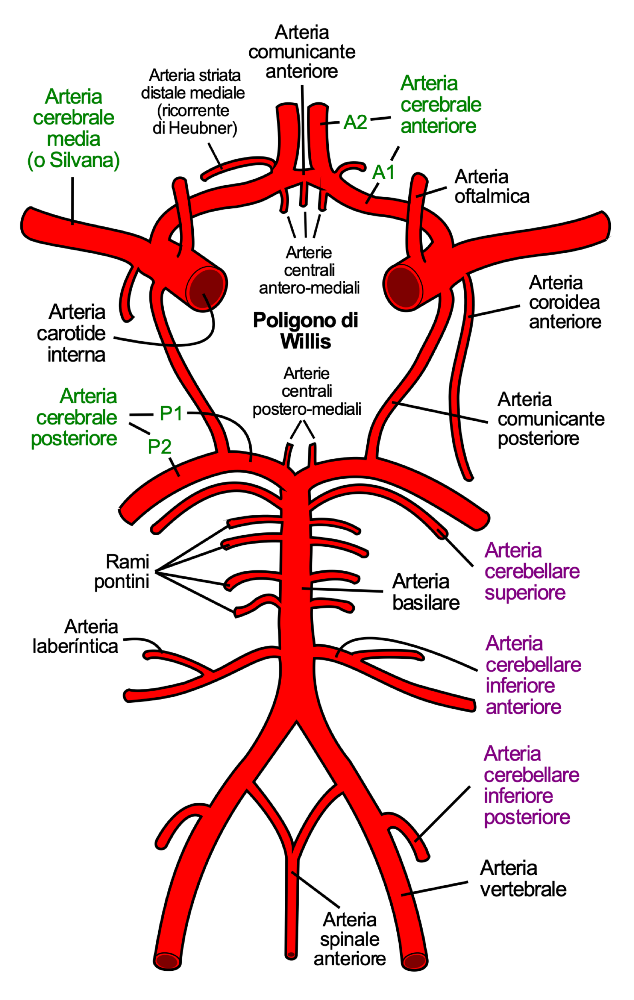 Arteria
comunicante
anteriore
Arteria striata
distale mediale
(ricorrente
di Heubner)
Arteria
cerebrale
anteriore
A2
A1
Arteria
cerebrale
media
(o Silvana)
Arteria
oftalmica
Arterie
centrali
antero-mediali
Arteria
coroidea
anteriore
Arteria
carotide
interna
Poligono di
Willis
Arterie
centrali
postero-mediali
Arteria
cerebrale
posteriore
P1
P2
Arteria
comunicante
posteriore
Rami
pontini
Arteria
basilare
Arteria
cerebellare
superiore
Arteria
laberíntica
Arteria
cerebellare
inferiore
anteriore
Arteria
cerebellare
inferiore
posteriore
Arteria
vertebrale
Arteria
spinale
anteriore